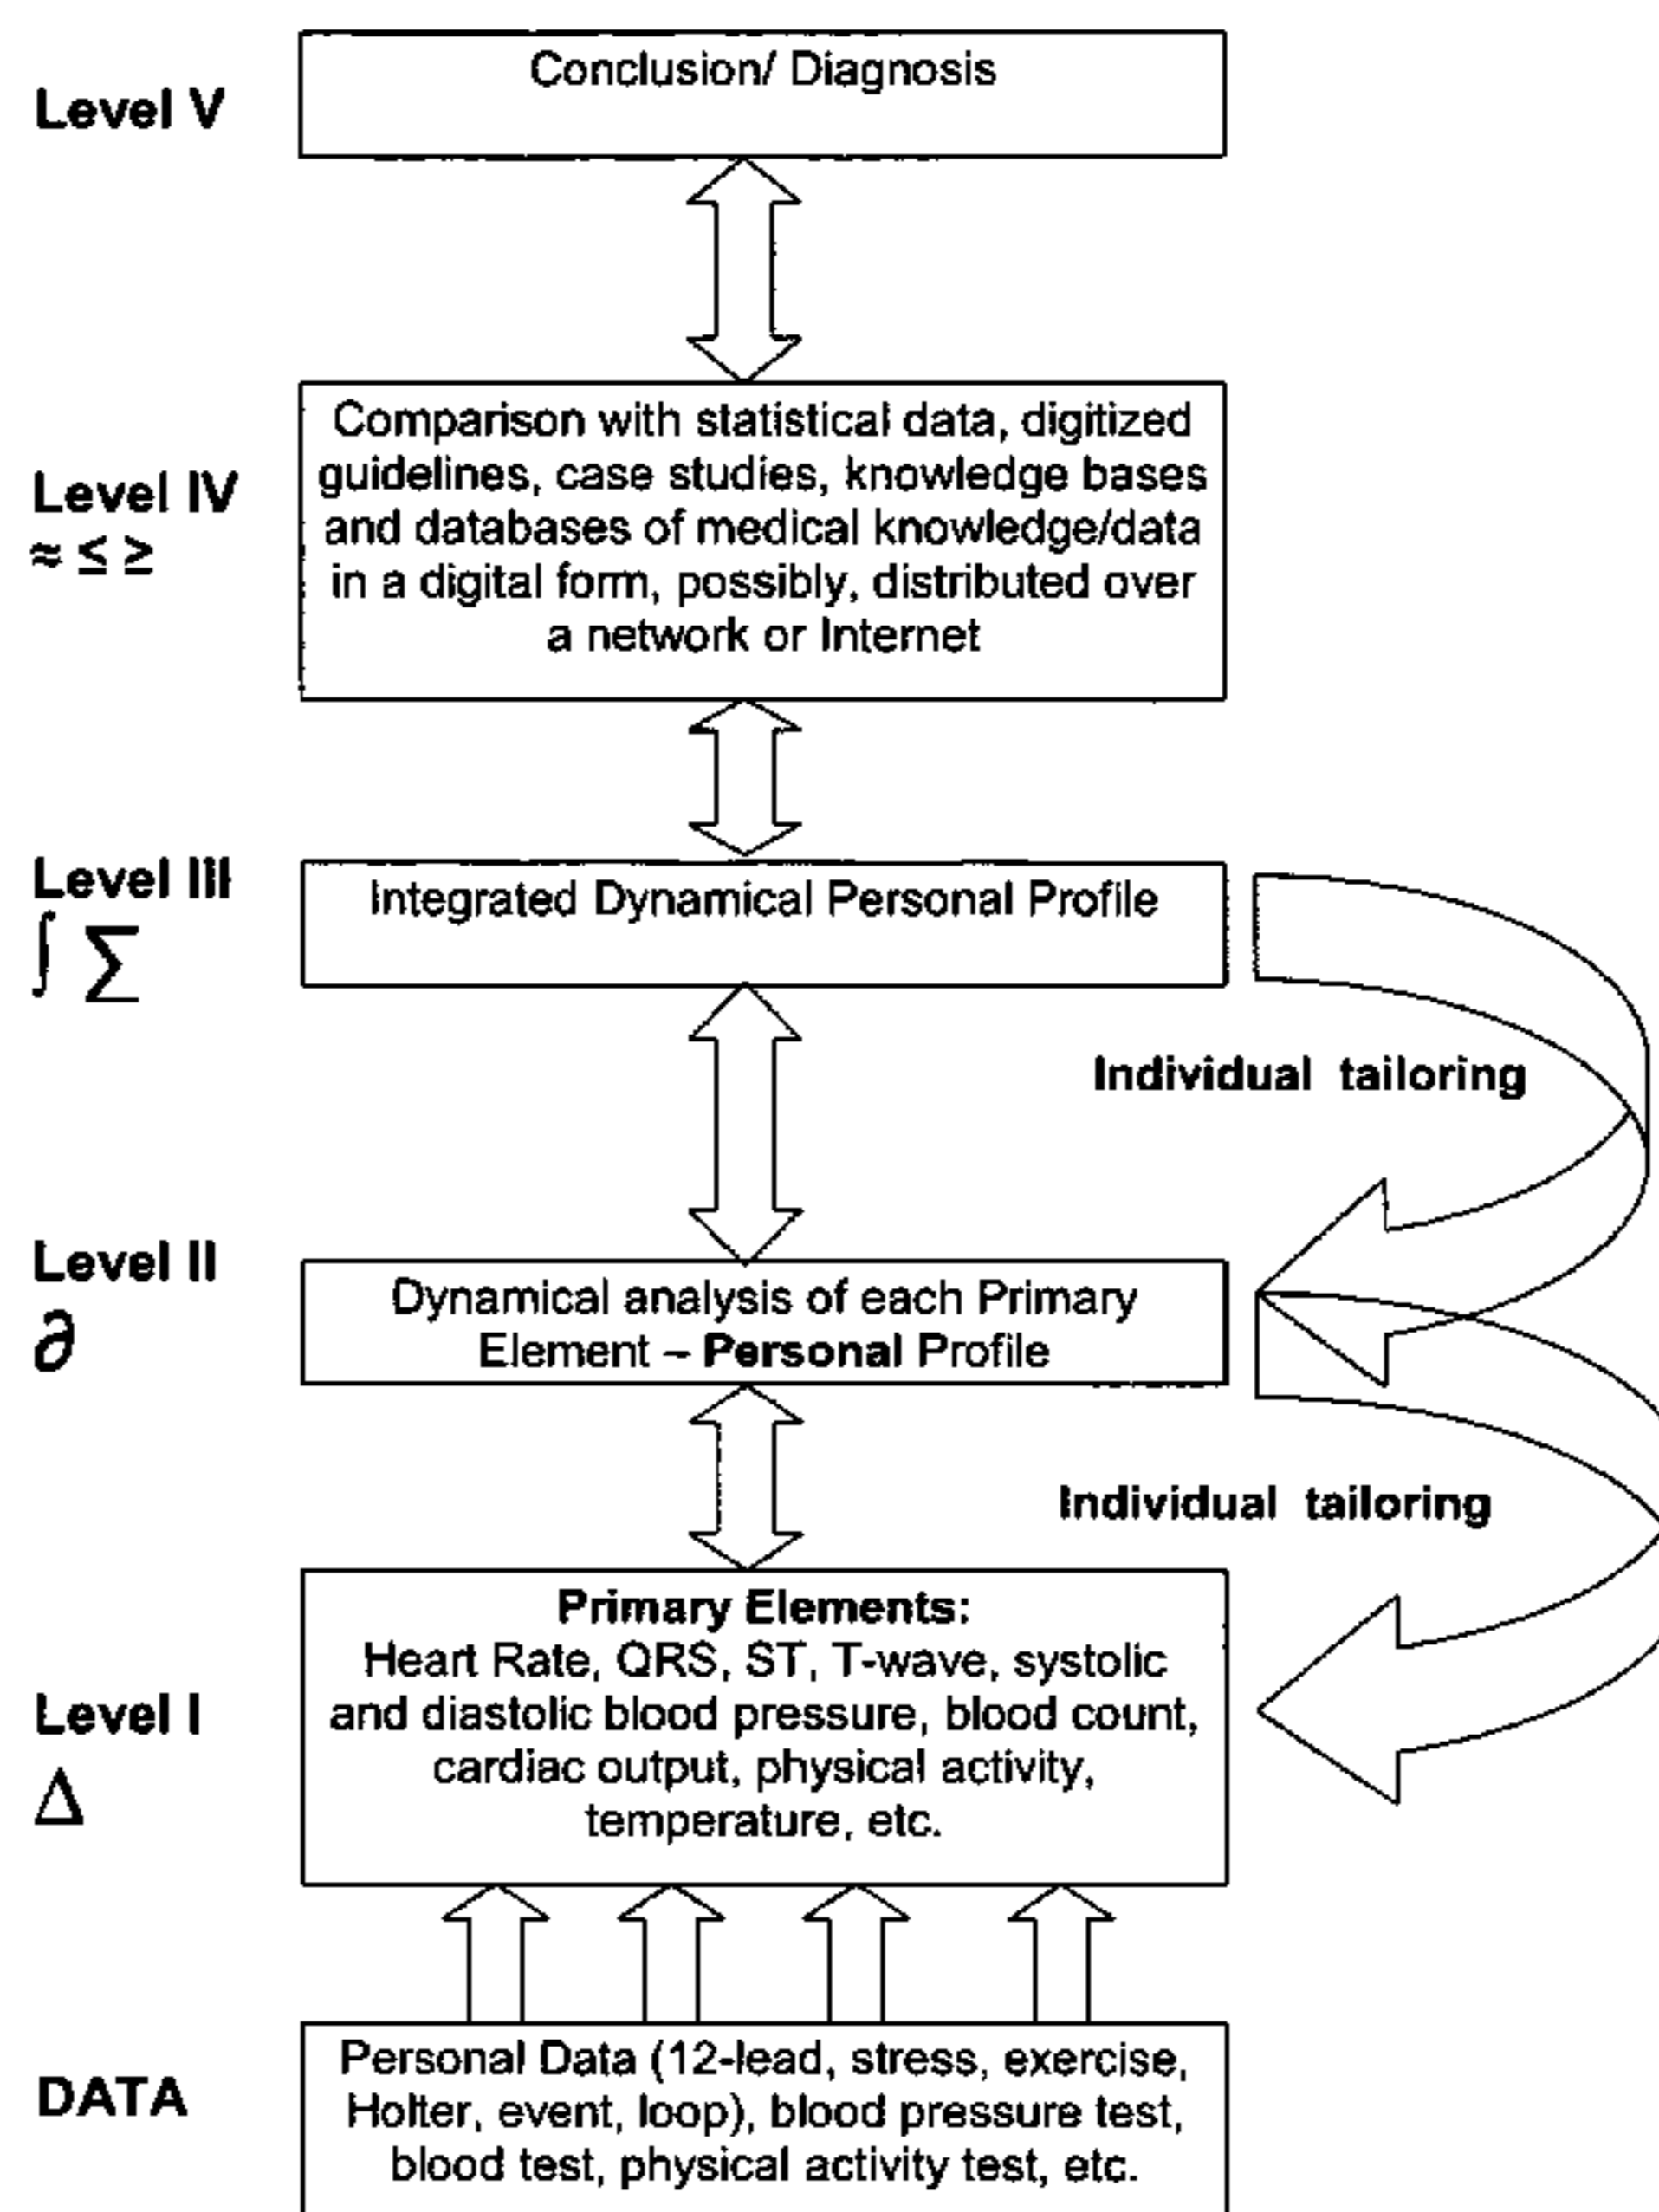 Conclusion/ Diagnosis
Level V
Comparison with statistical data, digitized
guidelines, case studies, knowledge bases
and databases of medical knowledge/data
in a digital form, possibly, distributed over
a network or Internet
Level IV
≈ ≤ ≥
Level III
∫ ∑
Integrated Dynamical Personal Profile
Individual tailoring
Level II
∂
Dynamical analysis of each Primary
Element – Personal Profile
Individual tailoring
Primary Elements:
Heart Rate, QRS, ST, T-wave, systolic
and diastolic blood pressure, blood count,
cardiac output, physical activity,
temperature, etc.
Level I
Δ
DATA
Personal Data (12-lead, stress, exercise,
Holter, event, loop), blood pressure test,
blood test, physical activity test, etc.